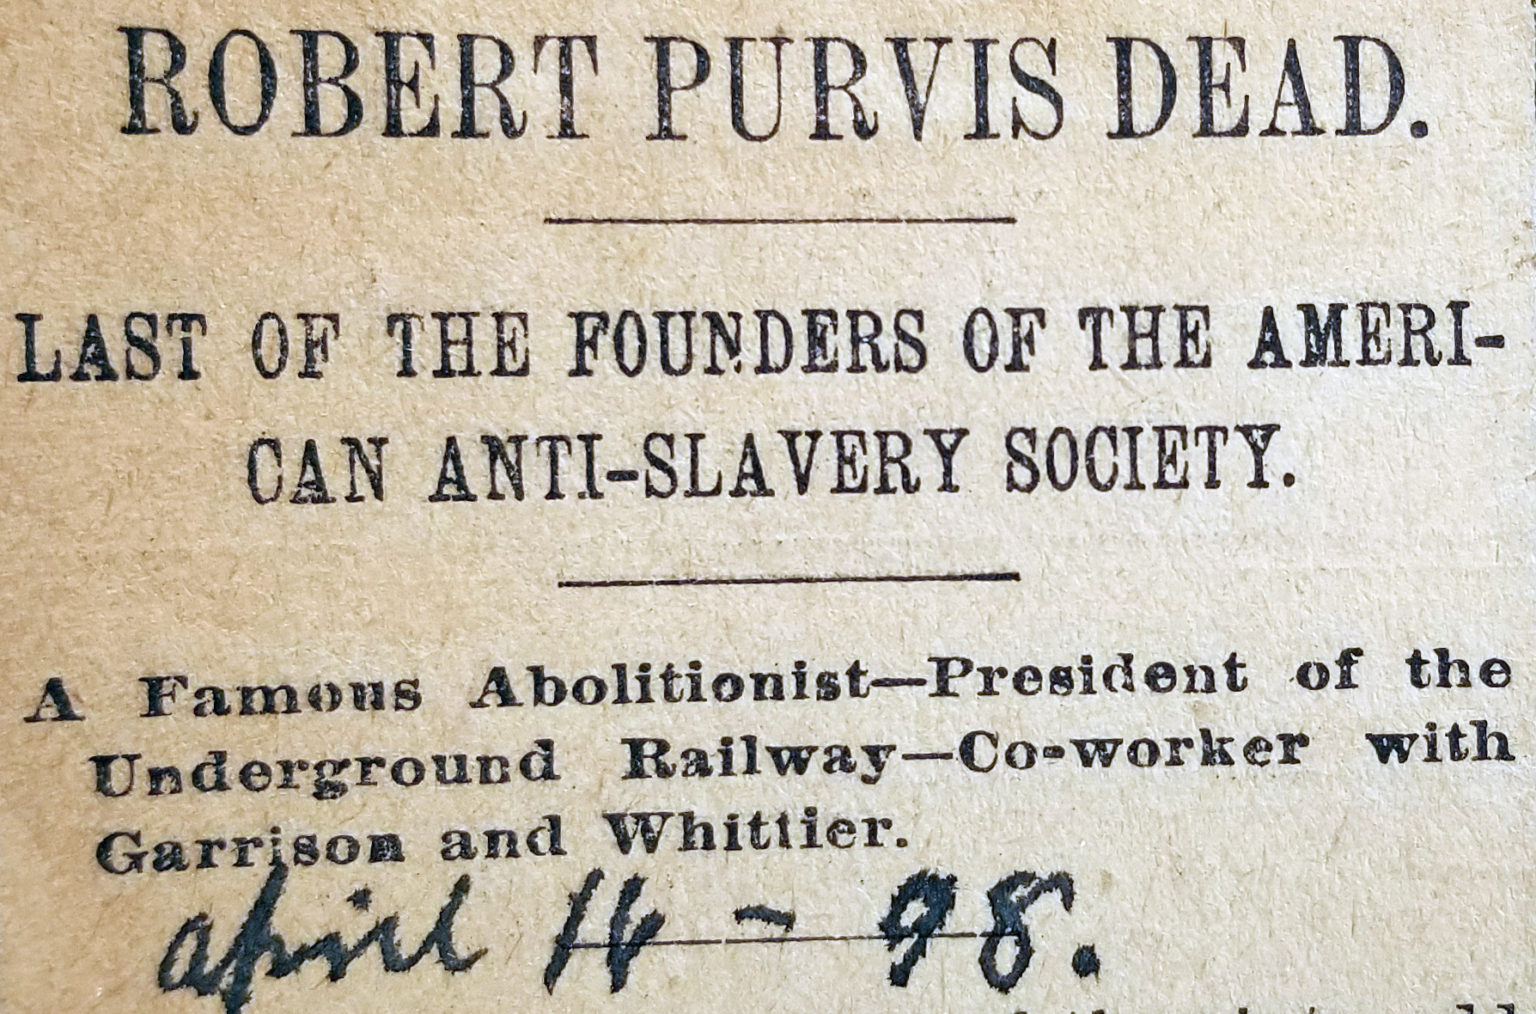 ROBERT PURVIS DEAD.
LAST OF THE FOUNDERS OF THE AMERI-
CAN ANTI-SLAVERY SOCIETY.
A Famous Abolitionist—President of the
Underground Railway—Co-worker with
Garrison and Whittier.
April 16 - 98.